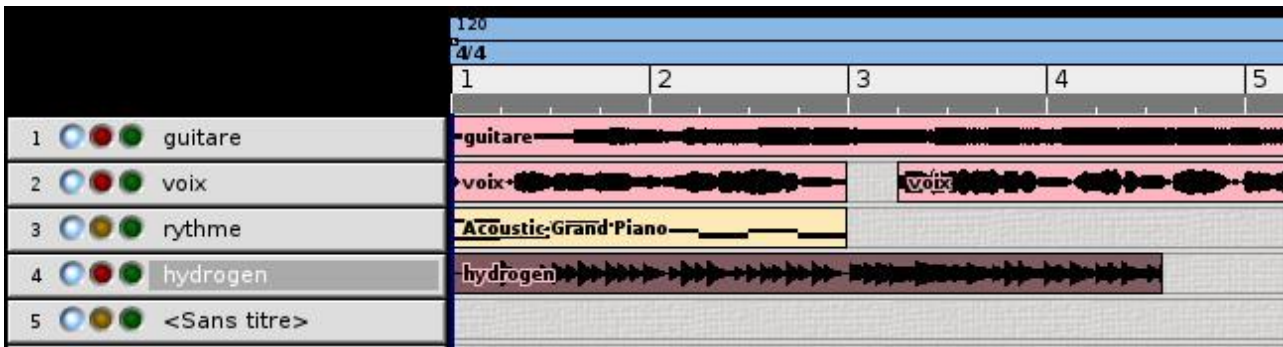 120
4/4
1 2 3 4 5
1 guitare guitare
2 voix voix voix
3 rythme Acoustic Grand Piano
4 hydrogen hydrogen
5 <Sans titre>